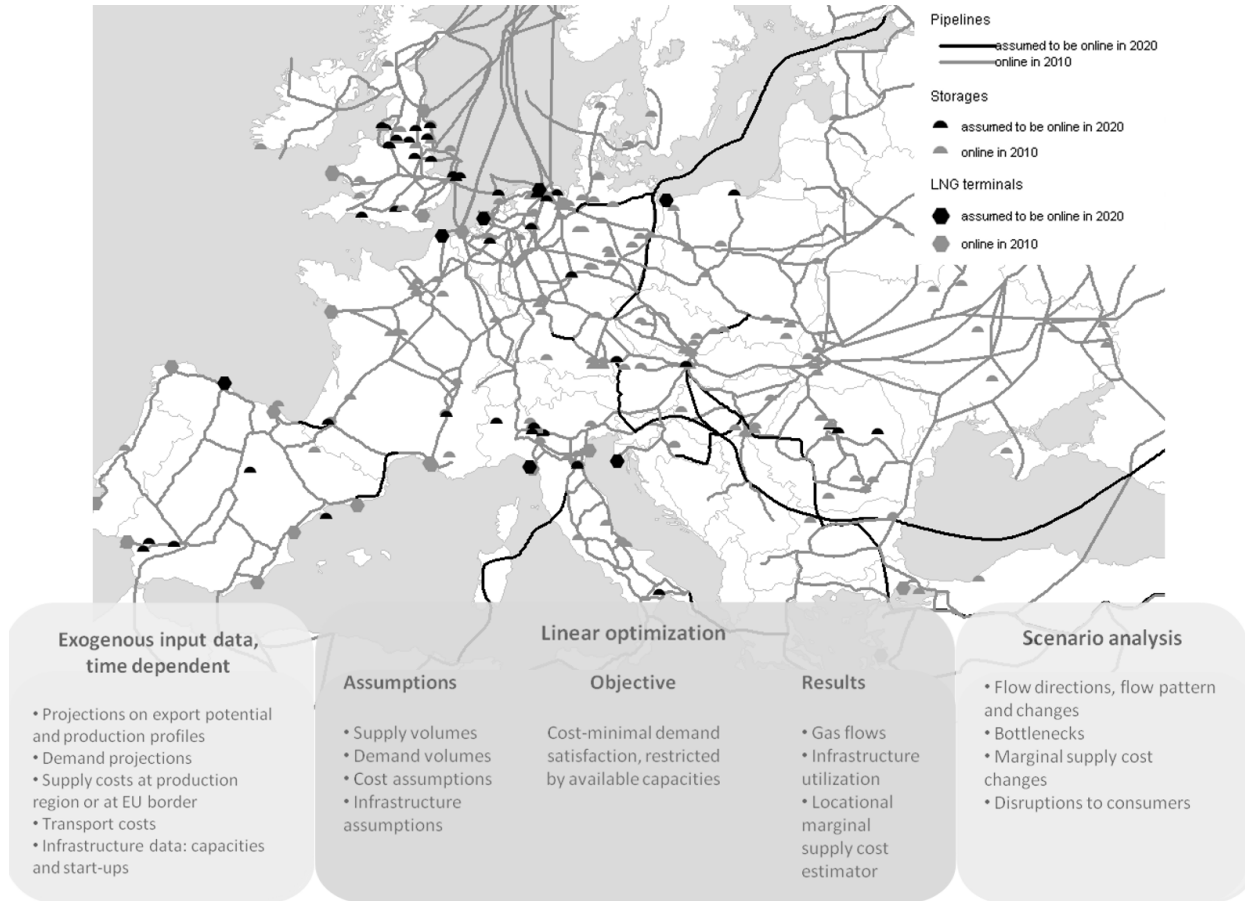 Pipelines
assumed to be online in 2020
online in 2010
Storages
assumed to be online in 2020
online in 2010
LNG terminals
assumed to be online in 2020
online in 2010
Exogenous input data,
time dependent
• Projections on export potential
and production profiles
• Demand projections
• Supply costs at production
region or at EU border
• Transport costs
• Infrastructure data: capacities
and start-ups
Linear optimization
Assumptions
• Supply volumes
• Demand volumes
• Cost assumptions
• Infrastructure
assumptions
Objective
Cost-minimal demand
satisfaction, restricted
by available capacities
Results
• Gas flows
• Infrastructure
utilization
• Locational
marginal
supply cost
estimator
Scenario analysis
• Flow directions, flow pattern
and changes
• Bottlenecks
• Marginal supply cost
changes
• Disruptions to consumers